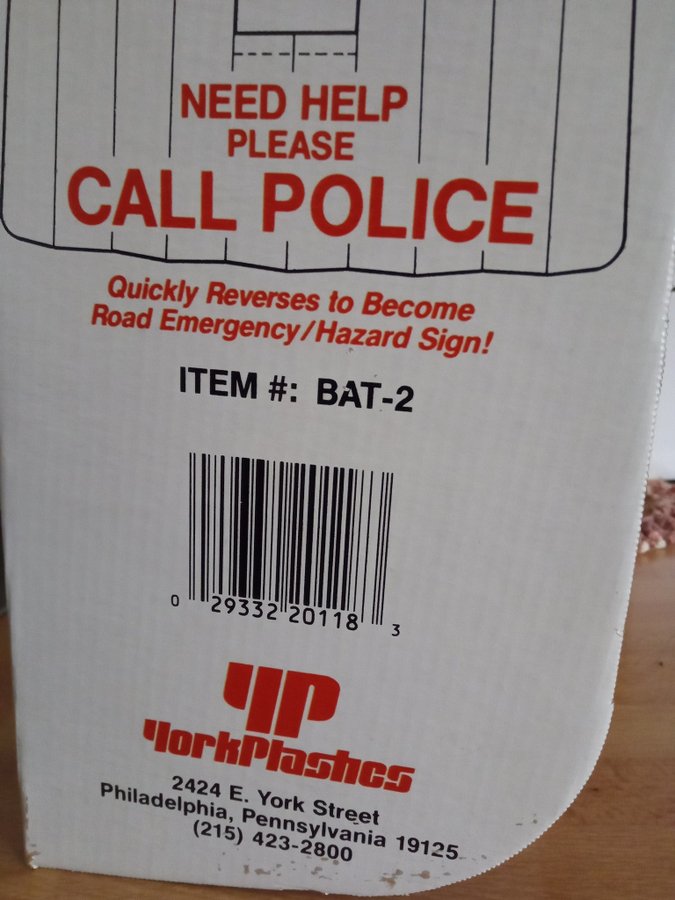 NEED HELP
PLEASE
CALL POLICE
Quickly Reverses to Become
Road Emergency/Hazard Sign!
ITEM #: BAT-2
0 29332 20118 3
YP
YorkPlastics
2424 E. York Street
Philadelphia, Pennsylvania 19125
(215) 423-2800